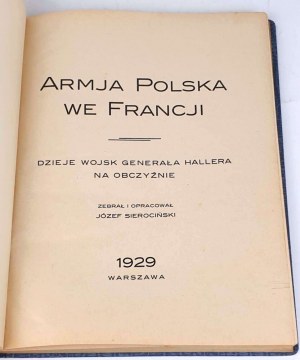 ARMJA POLSKA
WE FRANCJI
DZIEJE WOJSK GENERAŁA HALLERA
NA OBCZYŹNIE
ZEBRAŁ I OPRACOWAŁ
JÓZEF SIEROCIŃSKI
1929
WARSZAWA